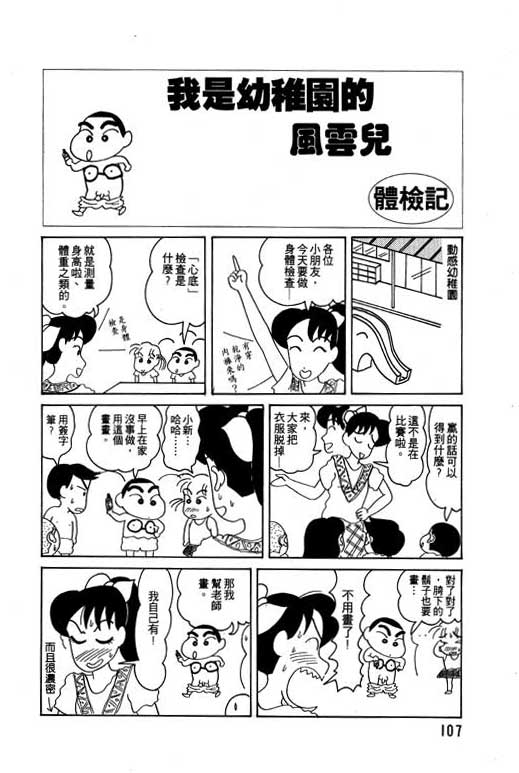 我是幼稚園的
風雲兒
體檢記
動感幼稚園
各位
小朋友，
今天要做
身體檢查—
有穿
乾淨的
內褲來嗎？
「心底」
檢查是
什麼？
是身體
檢查
就是測量
身高啦、
體重之類的。
贏的話可以
得到什麼？
這不是在
比賽啦。
來，
大家把
衣服脫掉
小新…
哈哈…
早上在家
沒事做，
用這個
畫畫。
用簽字
筆？
對了對了
，胯下的
鬍子也要
畫…
不用畫了！
那我
幫老師
畫。
我自己有！
而且很濃密
107